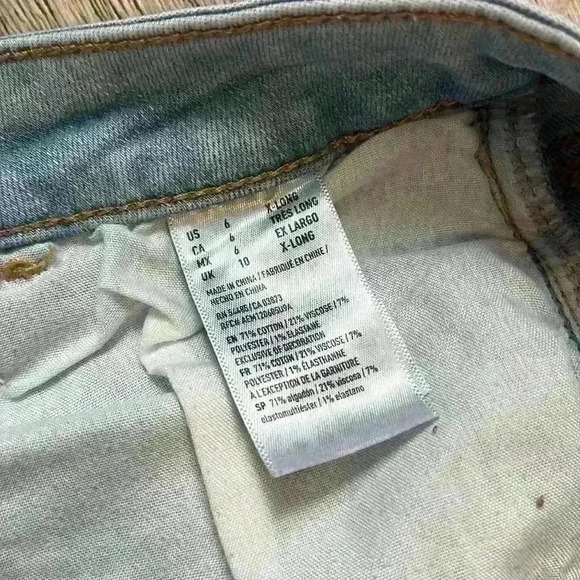 US 6 X-LONG
CA 6 TRÈS LONG
MX 6 EX LARGO
UK 10 X-LONG
MADE IN CHINA / FABRIQUÉ EN CHINE /
HECHO EN CHINA
RN 54485/CA 03873
RFC# AEM120605U9A
EN 71% COTTON / 21% VISCOSE / 7%
POLYESTER / 1% ELASTANE
EXCLUSIVE OF DECORATION
FR 71% COTON / 21% VISCOSE / 7%
POLYESTER / 1% ÉLASTHANNE
À L'EXCEPTION DE LA GARNITURE
SP 71% algodón / 21% viscosa / 7%
elastomultiéster / 1% elasteno